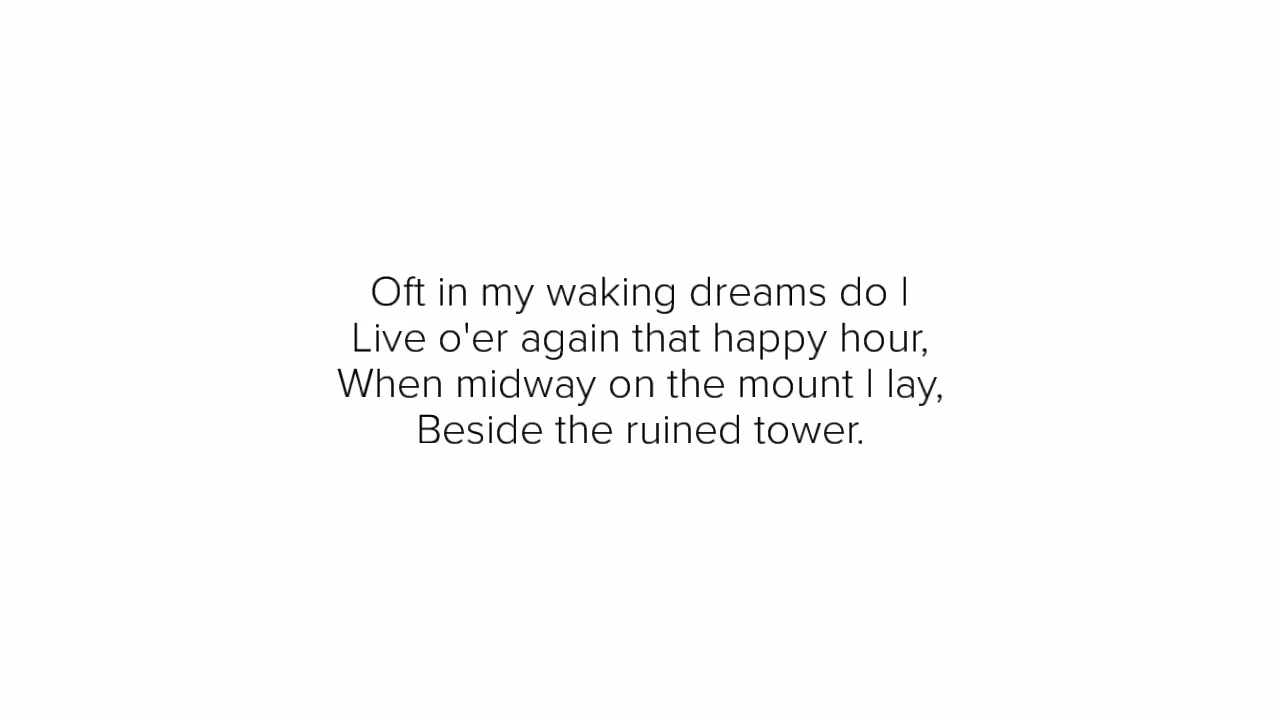 Oft in my waking dreams do I
Live o'er again that happy hour,
When midway on the mount I lay,
Beside the ruined tower.